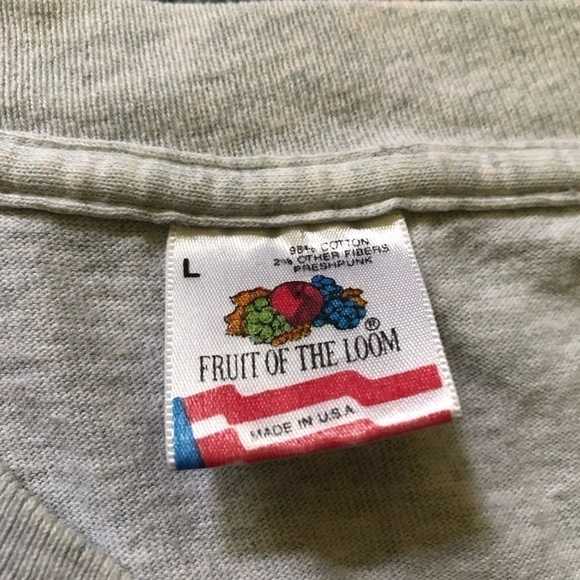 L
98% COTTON
2% OTHER FIBERS
PRESHRUNK
®
FRUIT OF THE LOOM
MADE IN U.S.A.